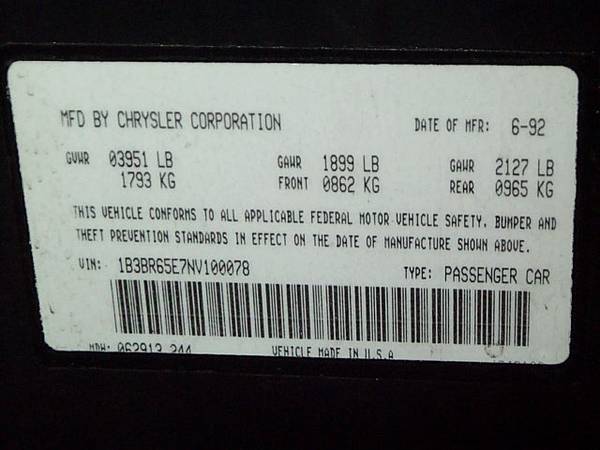 MFD BY CHRYSLER CORPORATION DATE OF MFR: 6-92
GVWR 03951 LB GAWR 1899 LB GAWR 2127 LB
1793 KG FRONT 0862 KG REAR 0965 KG
THIS VEHICLE CONFORMS TO ALL APPLICABLE FEDERAL MOTOR VEHICLE SAFETY, BUMPER AND
THEFT PREVENTION STANDARDS IN EFFECT ON THE DATE OF MANUFACTURE SHOWN ABOVE.
VIN: 1B3BR65E7NV100078 TYPE: PASSENGER CAR
MDH: 062912 244 VEHICLE MADE IN U.S.A